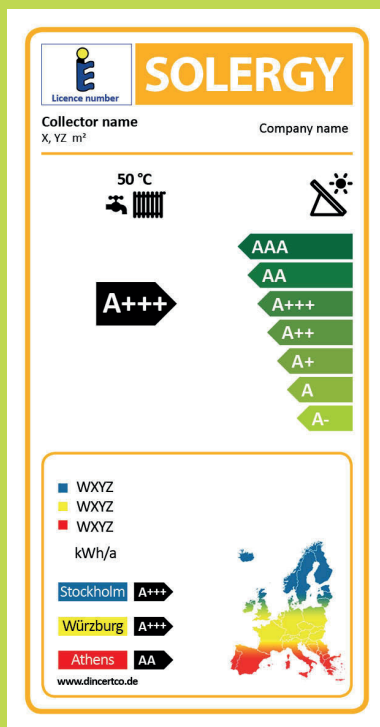 Licence number
SOLERGY
Collector name
Company name
X, YZ m²
50 °C
AAA
AA
A+++
A+++
A++
A+
A
A-
WXYZ
WXYZ
WXYZ
kWh/a
Stockholm A+++
Würzburg A+++
Athens AA
www.dincertco.de